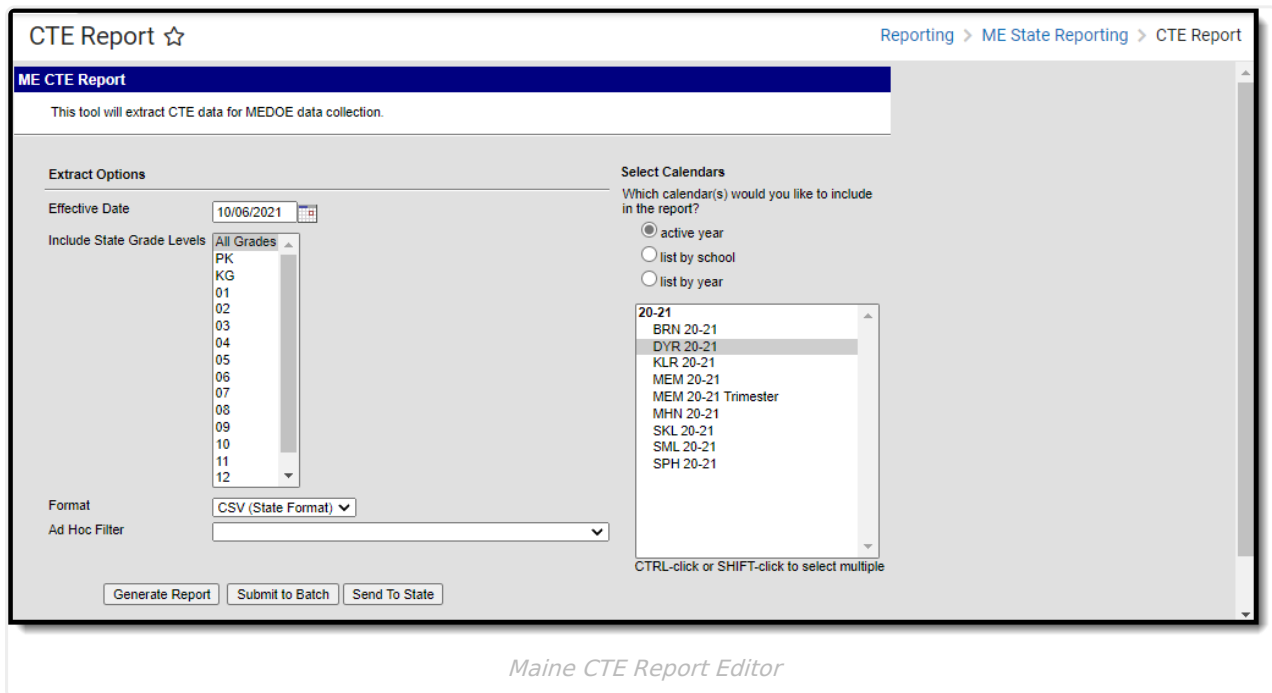 CTE Report ☆
Reporting > ME State Reporting > CTE Report
ME CTE Report
This tool will extract CTE data for MEDOE data collection.
Extract Options
Effective Date
10/06/2021
Include State Grade Levels
All Grades
PK
KG
01
02
03
04
05
06
07
08
09
10
11
12
Format
CSV (State Format)
Ad Hoc Filter
Generate Report
Submit to Batch
Send To State
Select Calendars
Which calendar(s) would you like to include
in the report?
active year
list by school
list by year
20-21
BRN 20-21
DYR 20-21
KLR 20-21
MEM 20-21
MEM 20-21 Trimester
MHN 20-21
SKL 20-21
SML 20-21
SPH 20-21
CTRL-click or SHIFT-click to select multiple
Maine CTE Report Editor